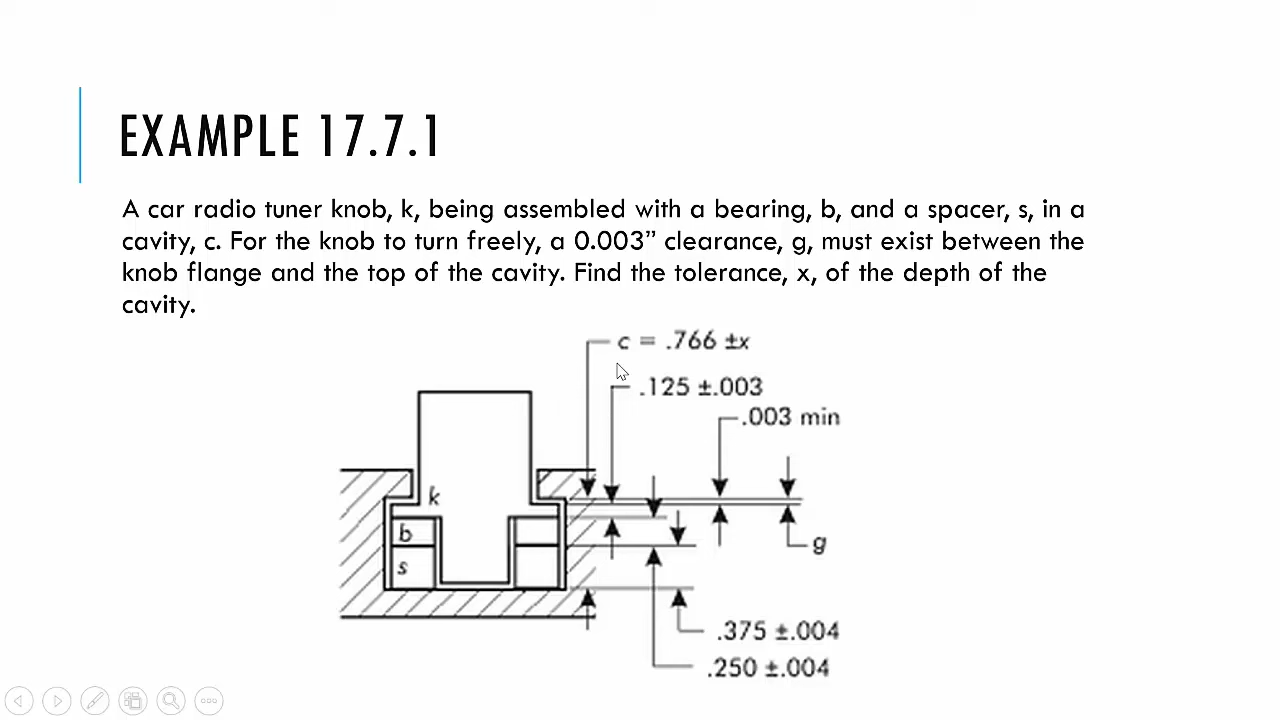 EXAMPLE 17.7.1
A car radio tuner knob, k, being assembled with a bearing, b, and a spacer, s, in a
cavity, c. For the knob to turn freely, a 0.003” clearance, g, must exist between the
knob flange and the top of the cavity. Find the tolerance, x, of the depth of the
cavity.
c = .766 ±x
.125 ±.003
.003 min
k
b
g
s
.375 ±.004
.250 ±.004